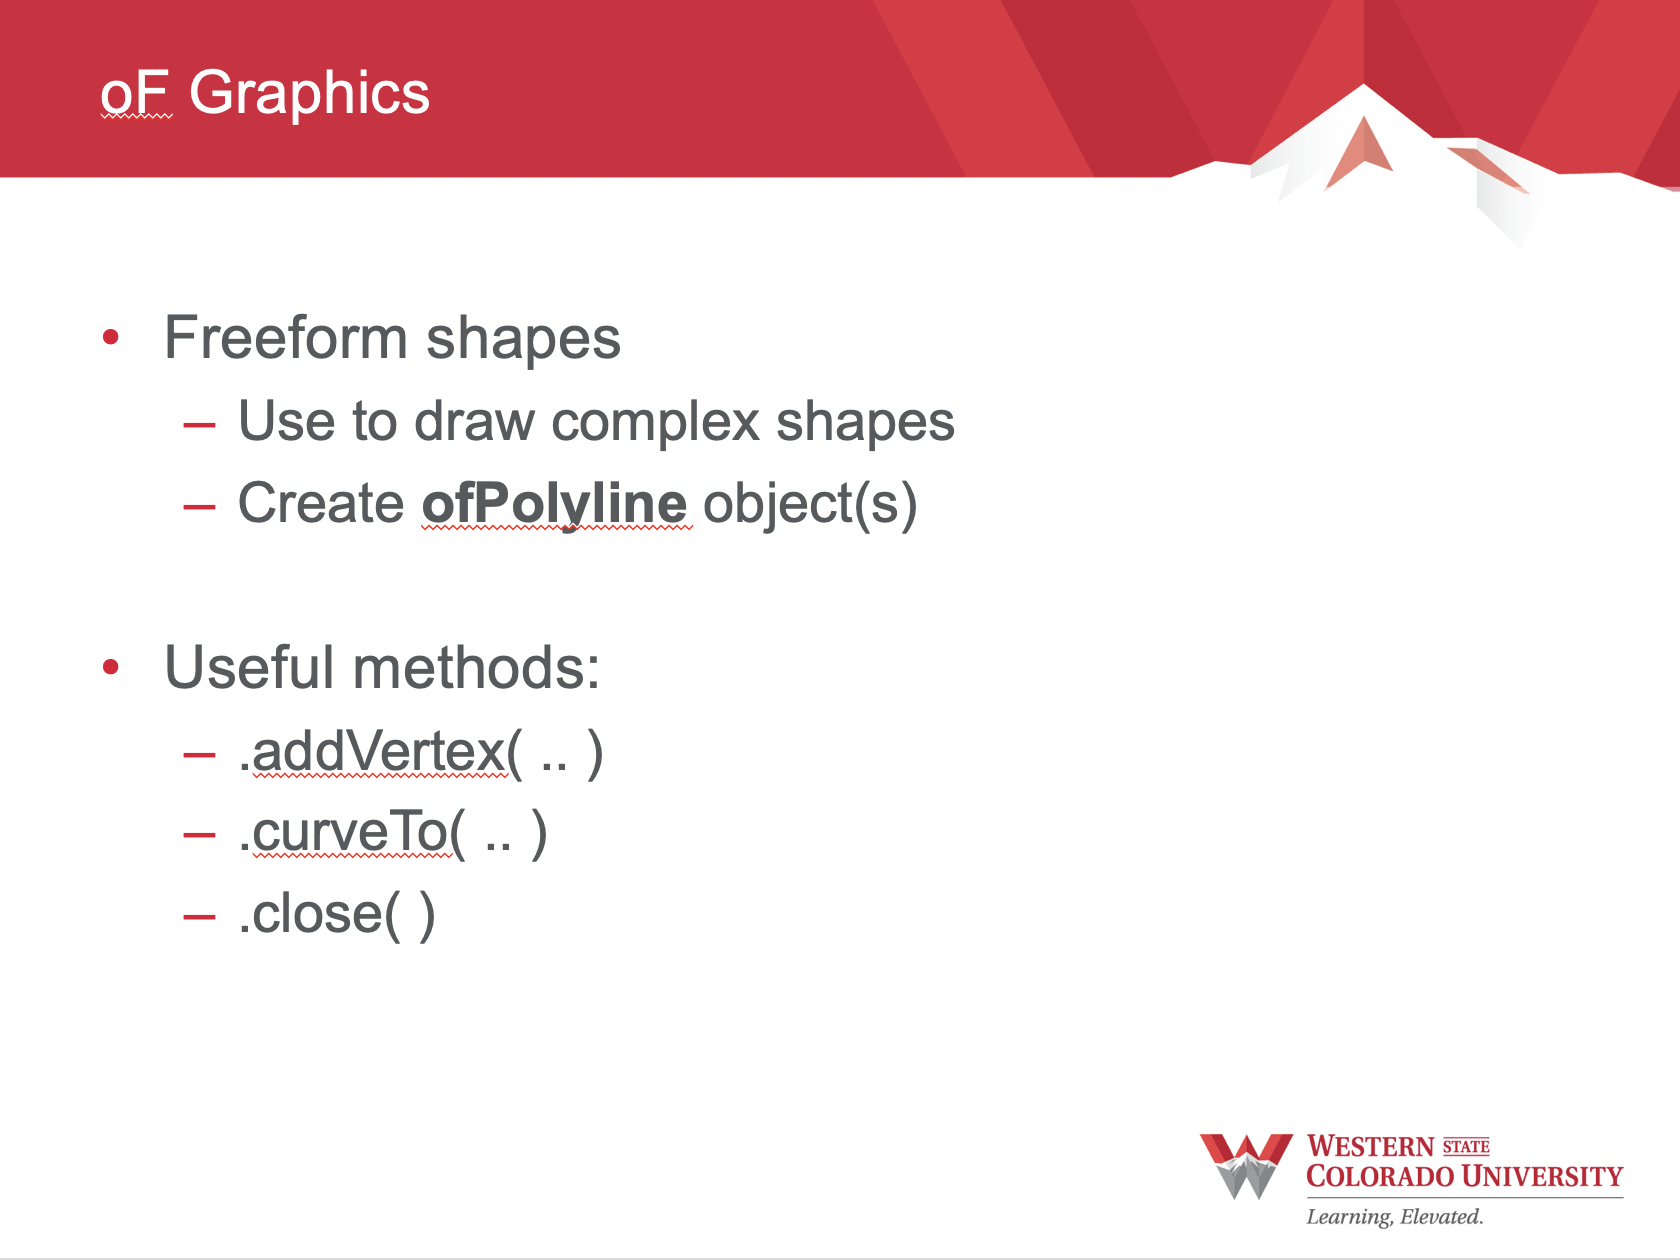 oF Graphics
• Freeform shapes
– Use to draw complex shapes
– Create ofPolyline object(s)
• Useful methods:
– .addVertex( .. )
– .curveTo( .. )
– .close( )
WESTERN STATE
COLORADO UNIVERSITY
Learning, Elevated.